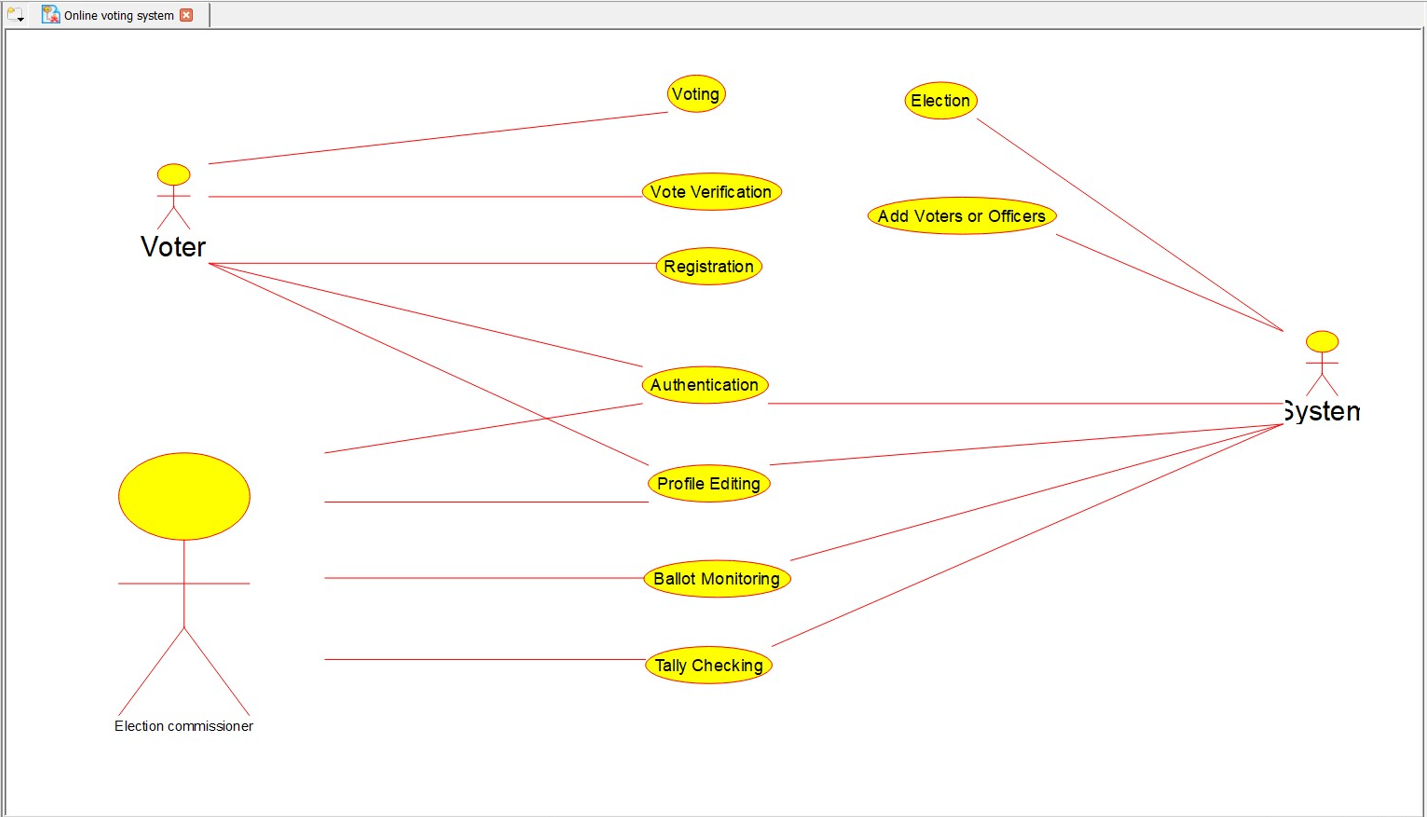 Online voting system
Voting
Election
Vote Verification
Add Voters or Officers
Voter
Registration
Authentication
System
Profile Editing
Ballot Monitoring
Tally Checking
Election commissioner